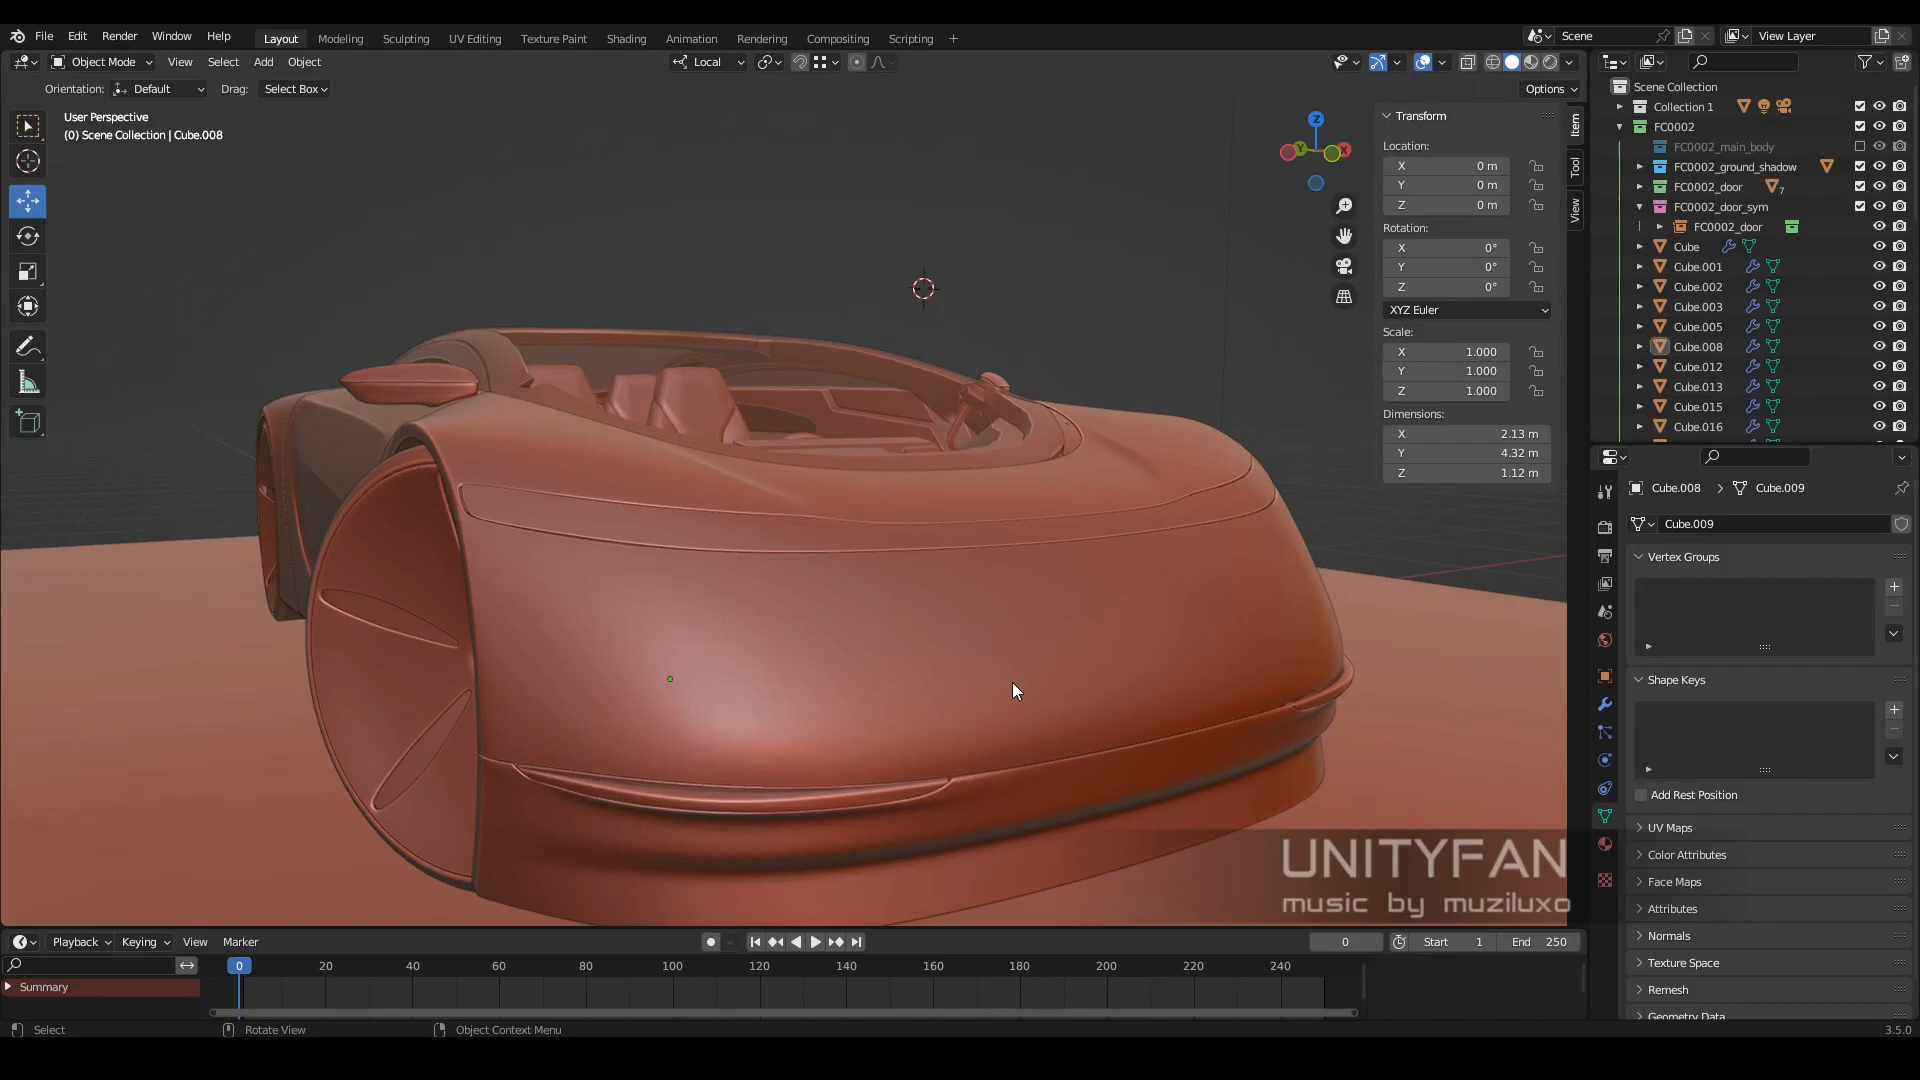 File Edit Render Window Help Layout Modeling Sculpting UV Editing Texture Paint Shading Animation Rendering Compositing Scripting + Scene View Layer
Object Mode View Select Add Object Local
Orientation: Default Drag: Select Box Options
User Perspective
(0) Scene Collection | Cube.008
Z
Y
X
Transform
Location:
X 0 m
Y 0 m
Z 0 m
Rotation:
X 0°
Y 0°
Z 0°
XYZ Euler
Scale:
X 1.000
Y 1.000
Z 1.000
Dimensions:
X 2.13 m
Y 4.32 m
Z 1.12 m
Item
Tool
View
Scene Collection
Collection 1
FC0002
FC0002_main_body
FC0002_ground_shadow
FC0002_door 7
FC0002_door_sym
FC0002_door
Cube
Cube.001
Cube.002
Cube.003
Cube.005
Cube.008
Cube.012
Cube.013
Cube.015
Cube.016
Cube.008 > Cube.009
Cube.009
Vertex Groups
Shape Keys
Add Rest Position
UV Maps
Color Attributes
Face Maps
Attributes
Normals
Texture Space
Remesh
Geometry Data
UNITYFAN
music by muziluxo
Playback Keying View Marker 0 Start 1 End 250
0 20 40 60 80 100 120 140 160 180 200 220 240
Summary
Select Rotate View Object Context Menu 3.5.0